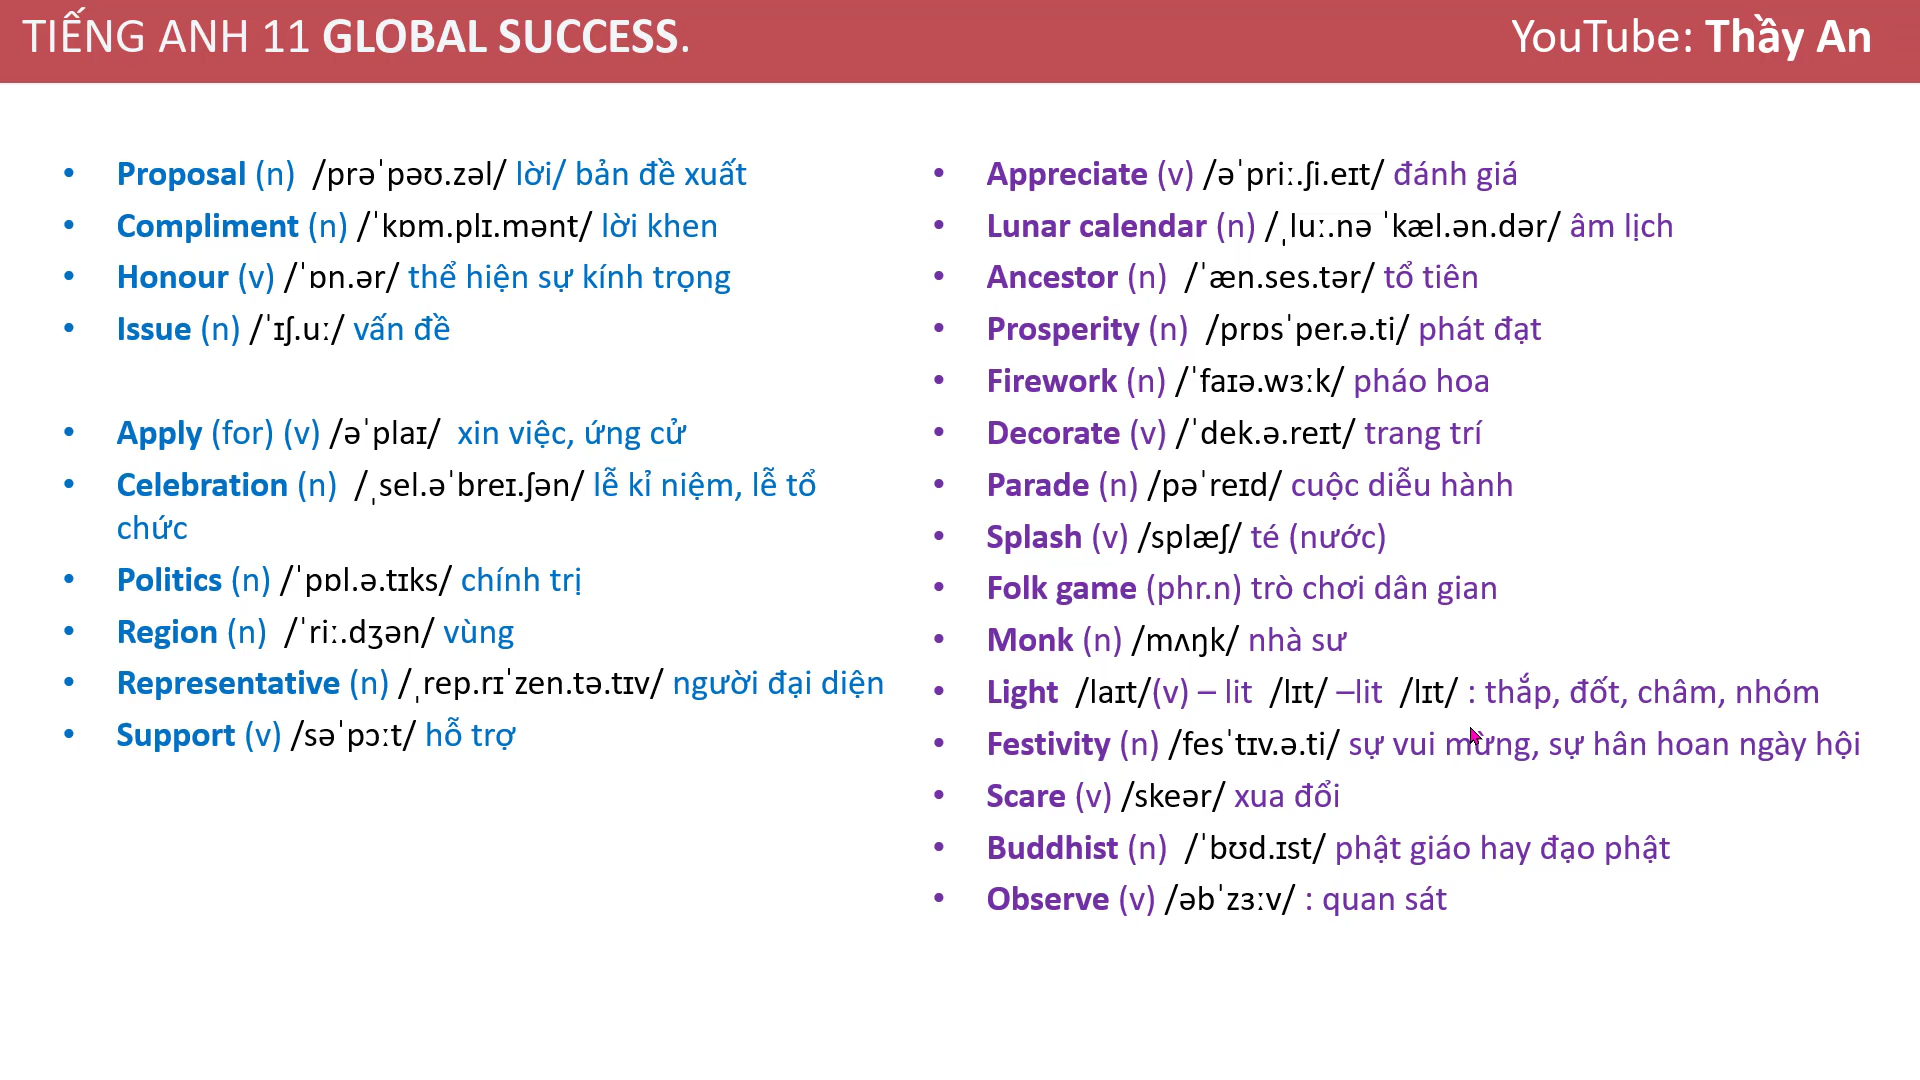 TIẾNG ANH 11 GLOBAL SUCCESS.
YouTube: Thầy An
• Proposal (n) /prəˈpəʊ.zəl/ lời/ bản đề xuất
• Compliment (n) /ˈkɒm.plɪ.mənt/ lời khen
• Honour (v) /ˈɒn.ər/ thể hiện sự kính trọng
• Issue (n) /ˈɪʃ.uː/ vấn đề
• Apply (for) (v) /əˈplaɪ/ xin việc, ứng cử
• Celebration (n) /ˌsel.əˈbreɪ.ʃən/ lễ kỉ niệm, lễ tổ
chức
• Politics (n) /ˈpɒl.ə.tɪks/ chính trị
• Region (n) /ˈriː.dʒən/ vùng
• Representative (n) /ˌrep.rɪˈzen.tə.tɪv/ người đại diện
• Support (v) /səˈpɔːt/ hỗ trợ
• Appreciate (v) /əˈpriː.ʃi.eɪt/ đánh giá
• Lunar calendar (n) /ˌluː.nə ˈkæl.ən.dər/ âm lịch
• Ancestor (n) /ˈæn.ses.tər/ tổ tiên
• Prosperity (n) /prɒsˈper.ə.ti/ phát đạt
• Firework (n) /ˈfaɪə.wɜːk/ pháo hoa
• Decorate (v) /ˈdek.ə.reɪt/ trang trí
• Parade (n) /pəˈreɪd/ cuộc diễu hành
• Splash (v) /splæʃ/ té (nước)
• Folk game (phr.n) trò chơi dân gian
• Monk (n) /mʌŋk/ nhà sư
• Light /laɪt/(v) – lit /lɪt/ –lit /lɪt/ : thắp, đốt, châm, nhóm
• Festivity (n) /fesˈtɪv.ə.ti/ sự vui mừng, sự hân hoan ngày hội
• Scare (v) /skeər/ xua đổi
• Buddhist (n) /ˈbʊd.ɪst/ phật giáo hay đạo phật
• Observe (v) /əbˈzɜːv/ : quan sát